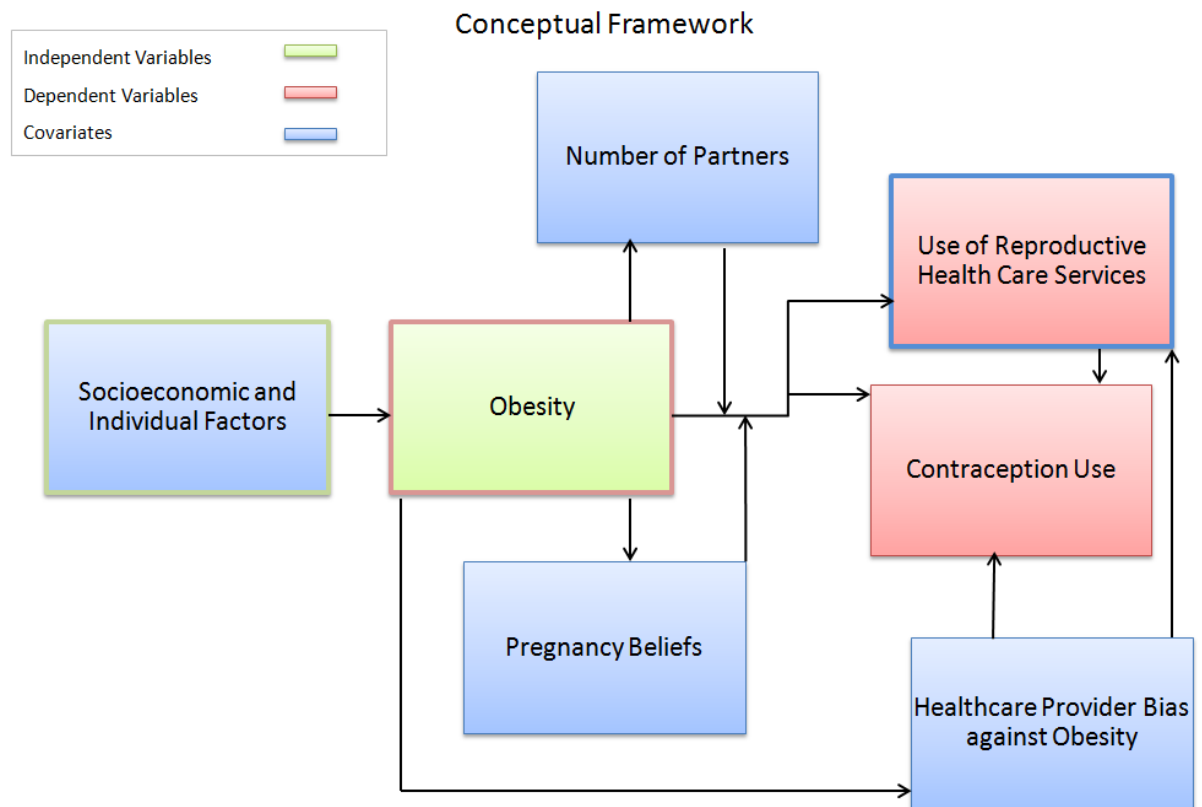 Conceptual Framework
Independent Variables
Dependent Variables
Covariates
Number of Partners
Use of Reproductive
Health Care Services
Socioeconomic and
Individual Factors
Obesity
Contraception Use
Pregnancy Beliefs
Healthcare Provider Bias
against Obesity